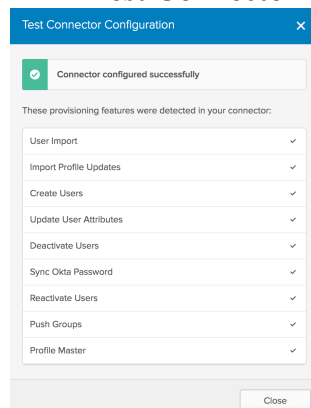 Test Connector Configuration
Connector configured successfully
These provisioning features were detected in your connector:
User Import
Import Profile Updates
Create Users
Update User Attributes
Deactivate Users
Sync Okta Password
Reactivate Users
Push Groups
Profile Master
Close